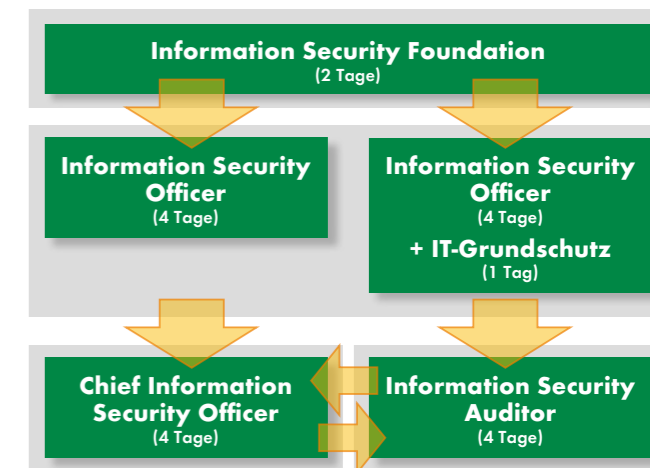 Information Security Foundation
(2 Tage)
Information Security
Officer
(4 Tage)
Information Security
Officer
(4 Tage)
+ IT-Grundschutz
(1 Tag)
Chief Information
Security Officer
(4 Tage)
Information Security
Auditor
(4 Tage)